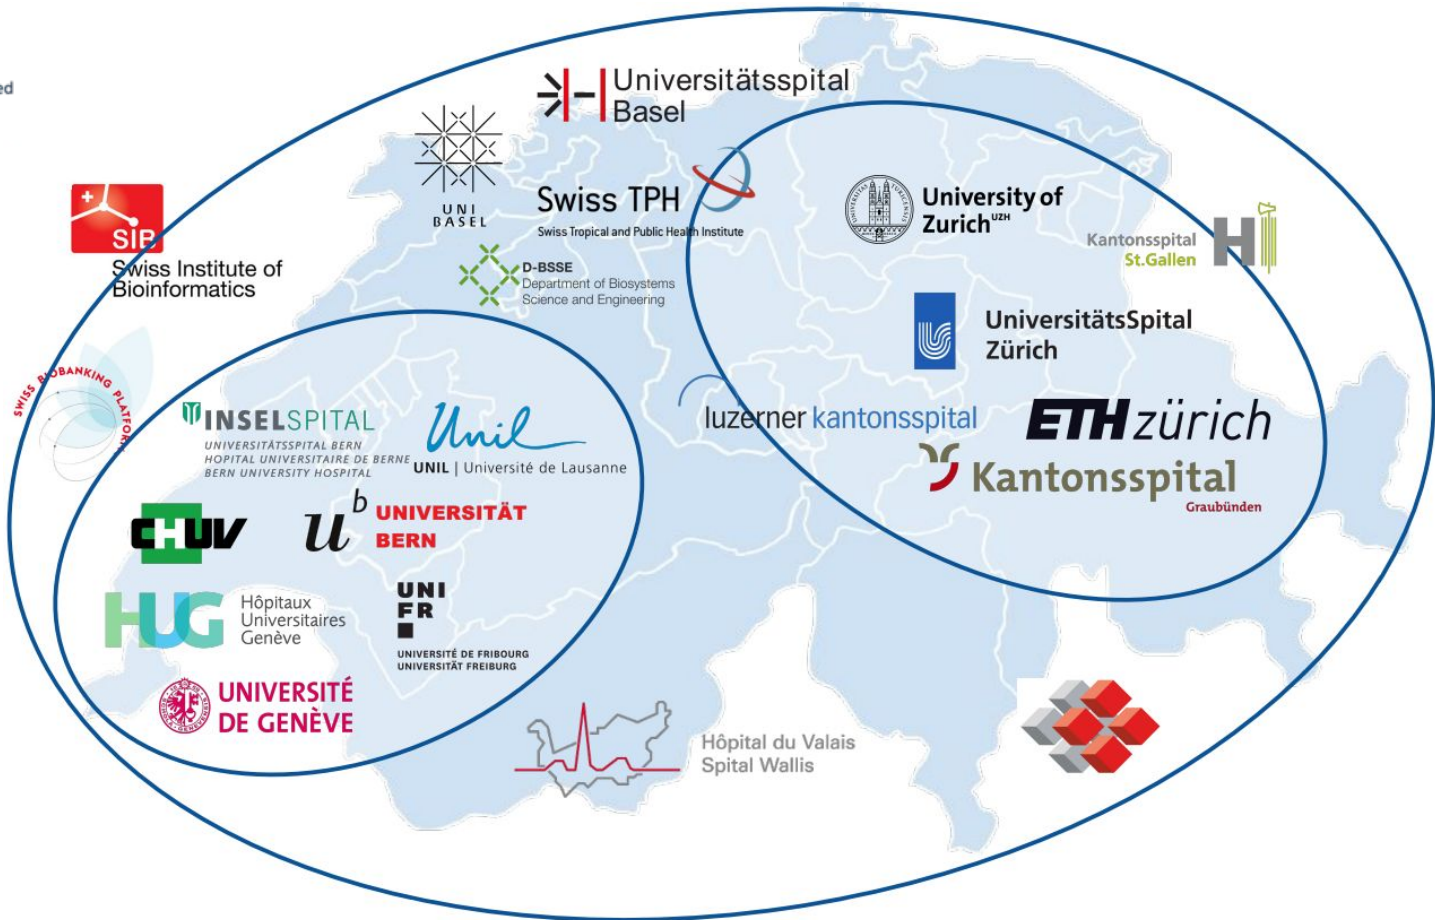 ed
Universitätsspital
Basel
UNI
BASEL
Swiss TPH
Swiss Tropical and Public Health Institute
D-BSSE
Department of Biosystems
Science and Engineering
SIB
Swiss Institute of
Bioinformatics
SWISS BIOBANKING PLATFORM
University of
Zurich UZH
Kantonsspital
St.Gallen
UniversitätsSpital
Zürich
luzerner kantonsspital
ETH zürich
Kantonsspital
Graubünden
INSELSPITAL
UNIVERSITÄTSSPITAL BERN
HOPITAL UNIVERSITAIRE DE BERNE
BERN UNIVERSITY HOSPITAL
Unil
UNIL | Université de Lausanne
CHUV
u b
UNIVERSITÄT
BERN
HUG
Hôpitaux
Universitaires
Genève
UNI
FR
UNIVERSITÉ DE FRIBOURG
UNIVERSITÄT FREIBURG
UNIVERSITÉ
DE GENÈVE
Hôpital du Valais
Spital Wallis